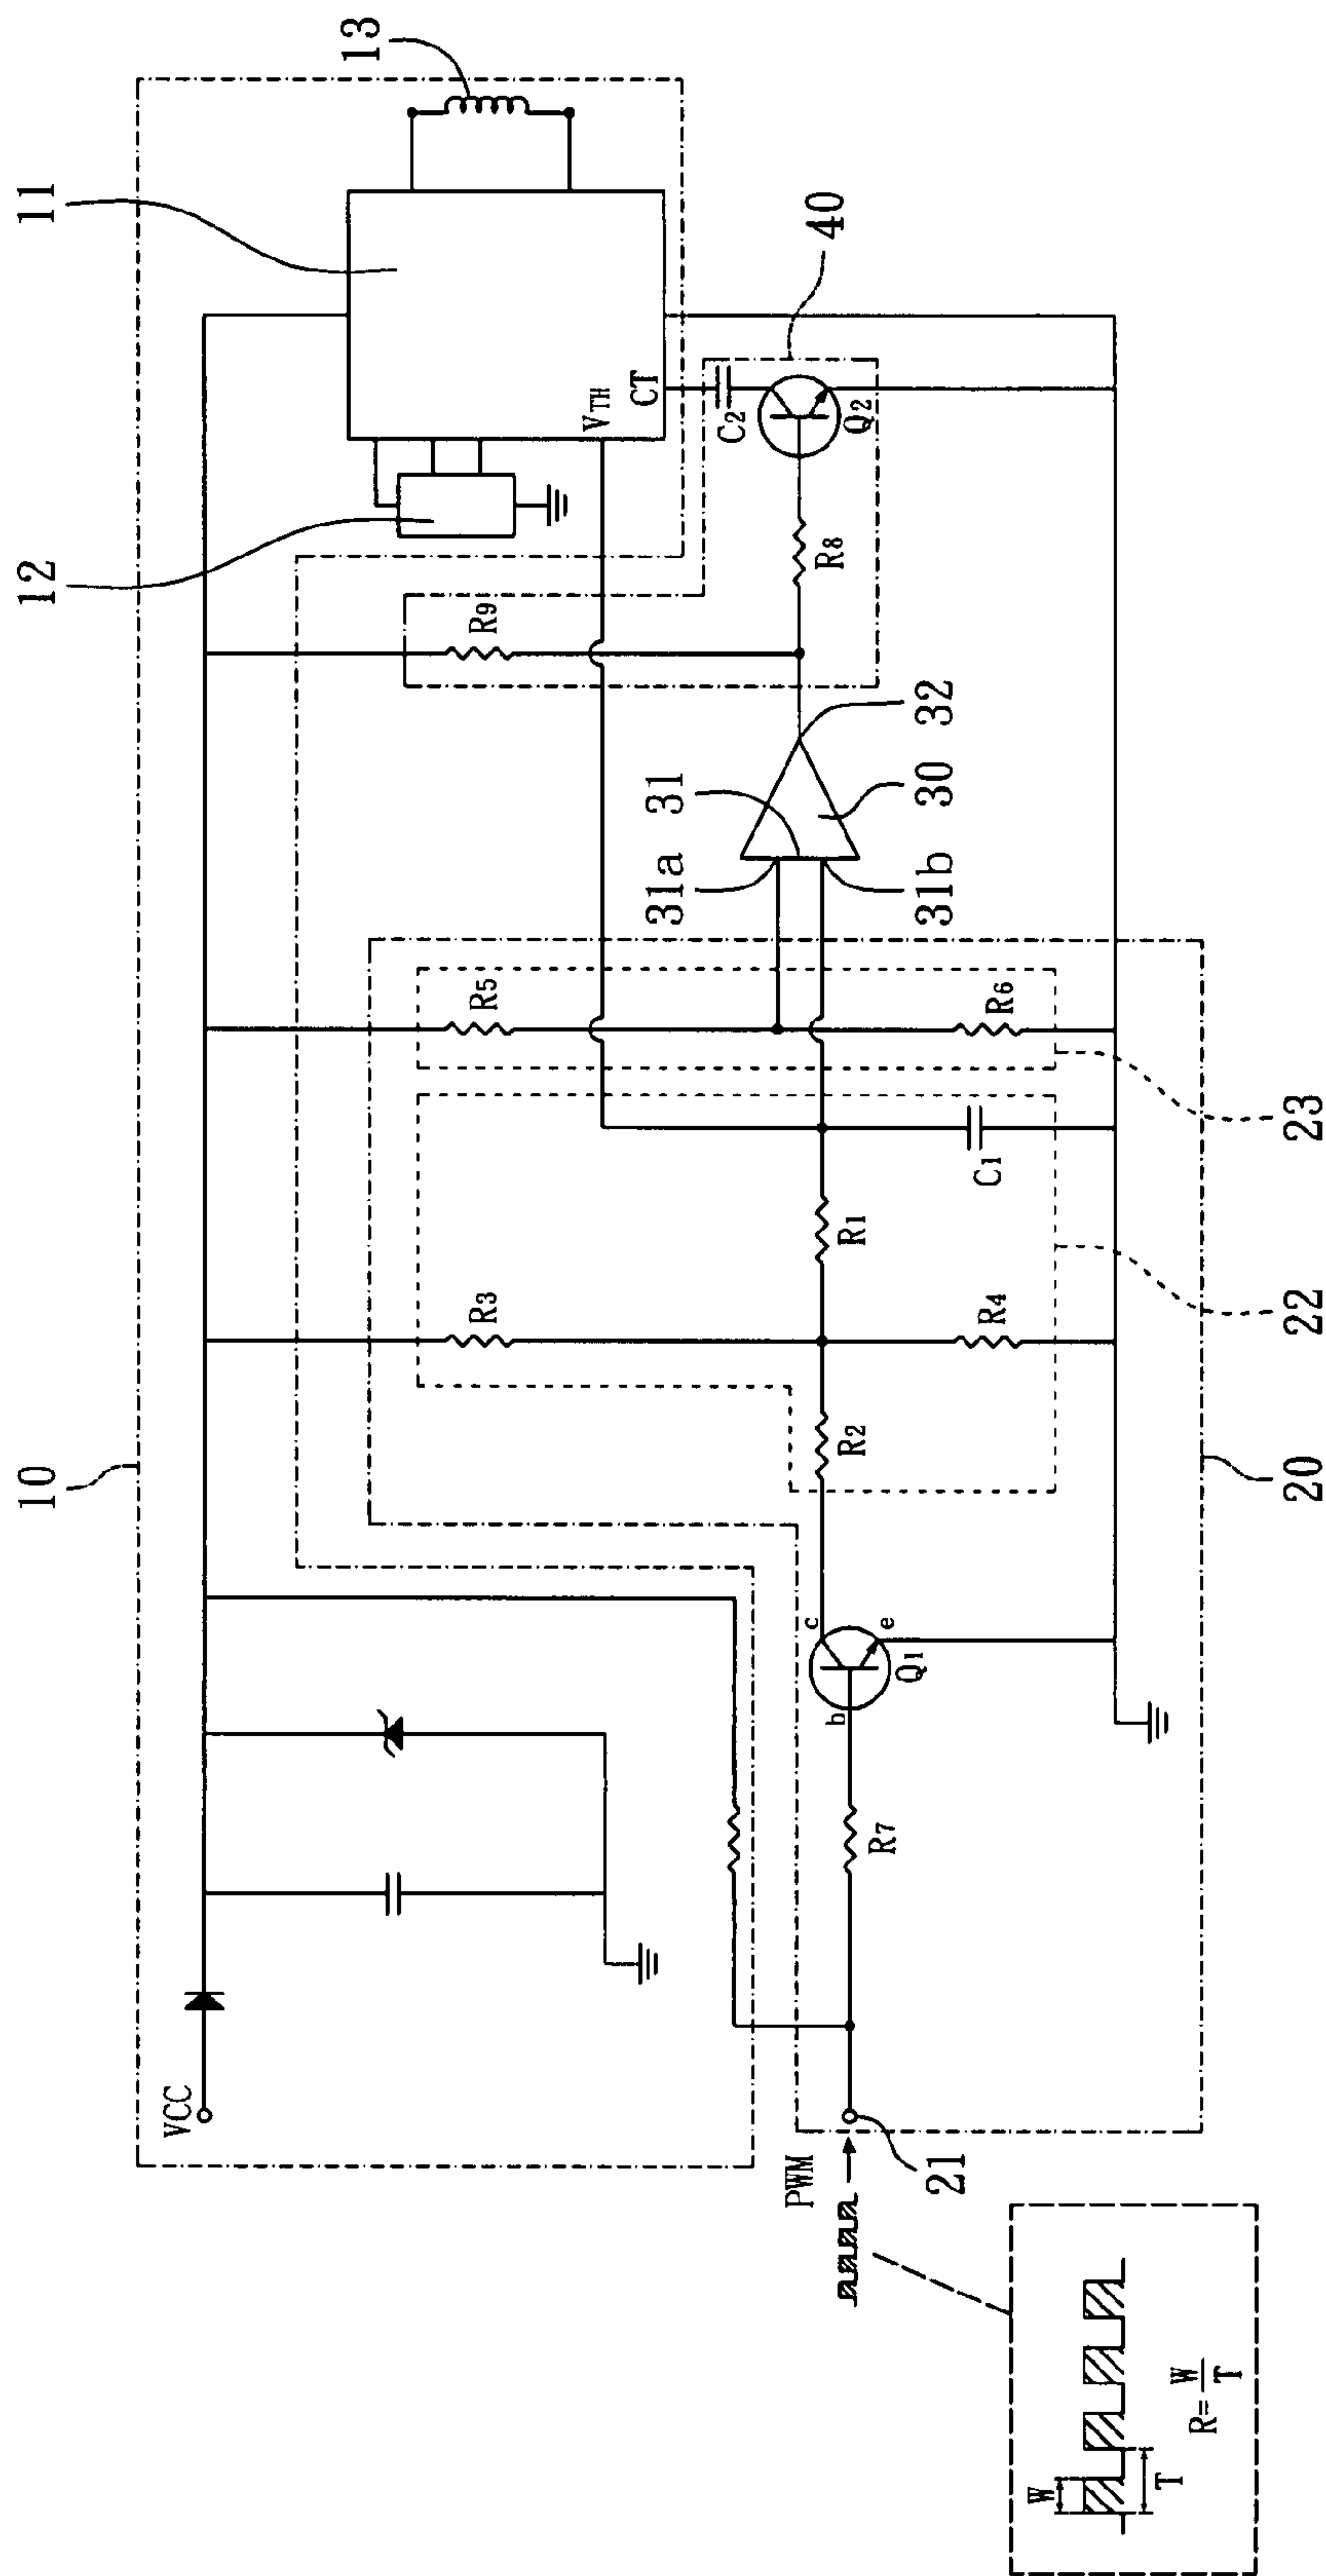 10
11
12
13
VCC
VTH
CT
40
C2
Q2
R9
R8
31
31a
31b
30
32
R5
R6
R3
R4
R1
R2
C1
23
22
20
c
b
e
Q1
R7
PWM
21
W
T
R=W/T